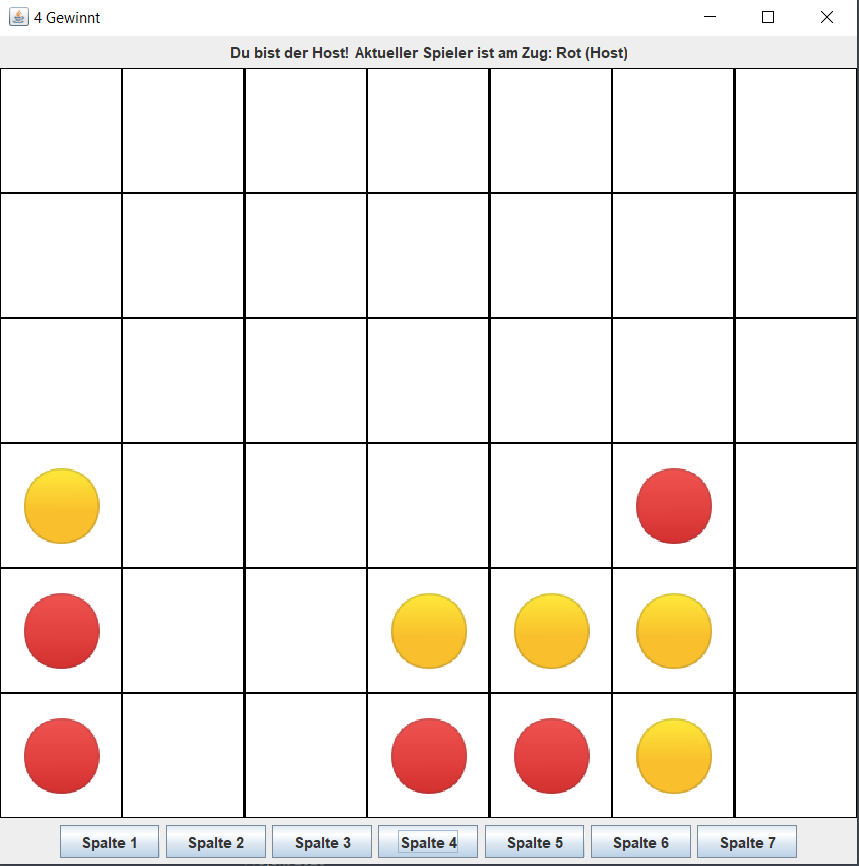 4 Gewinnt
Du bist der Host! Aktueller Spieler ist am Zug: Rot (Host)
Spalte 1 Spalte 2 Spalte 3 Spalte 4 Spalte 5 Spalte 6 Spalte 7